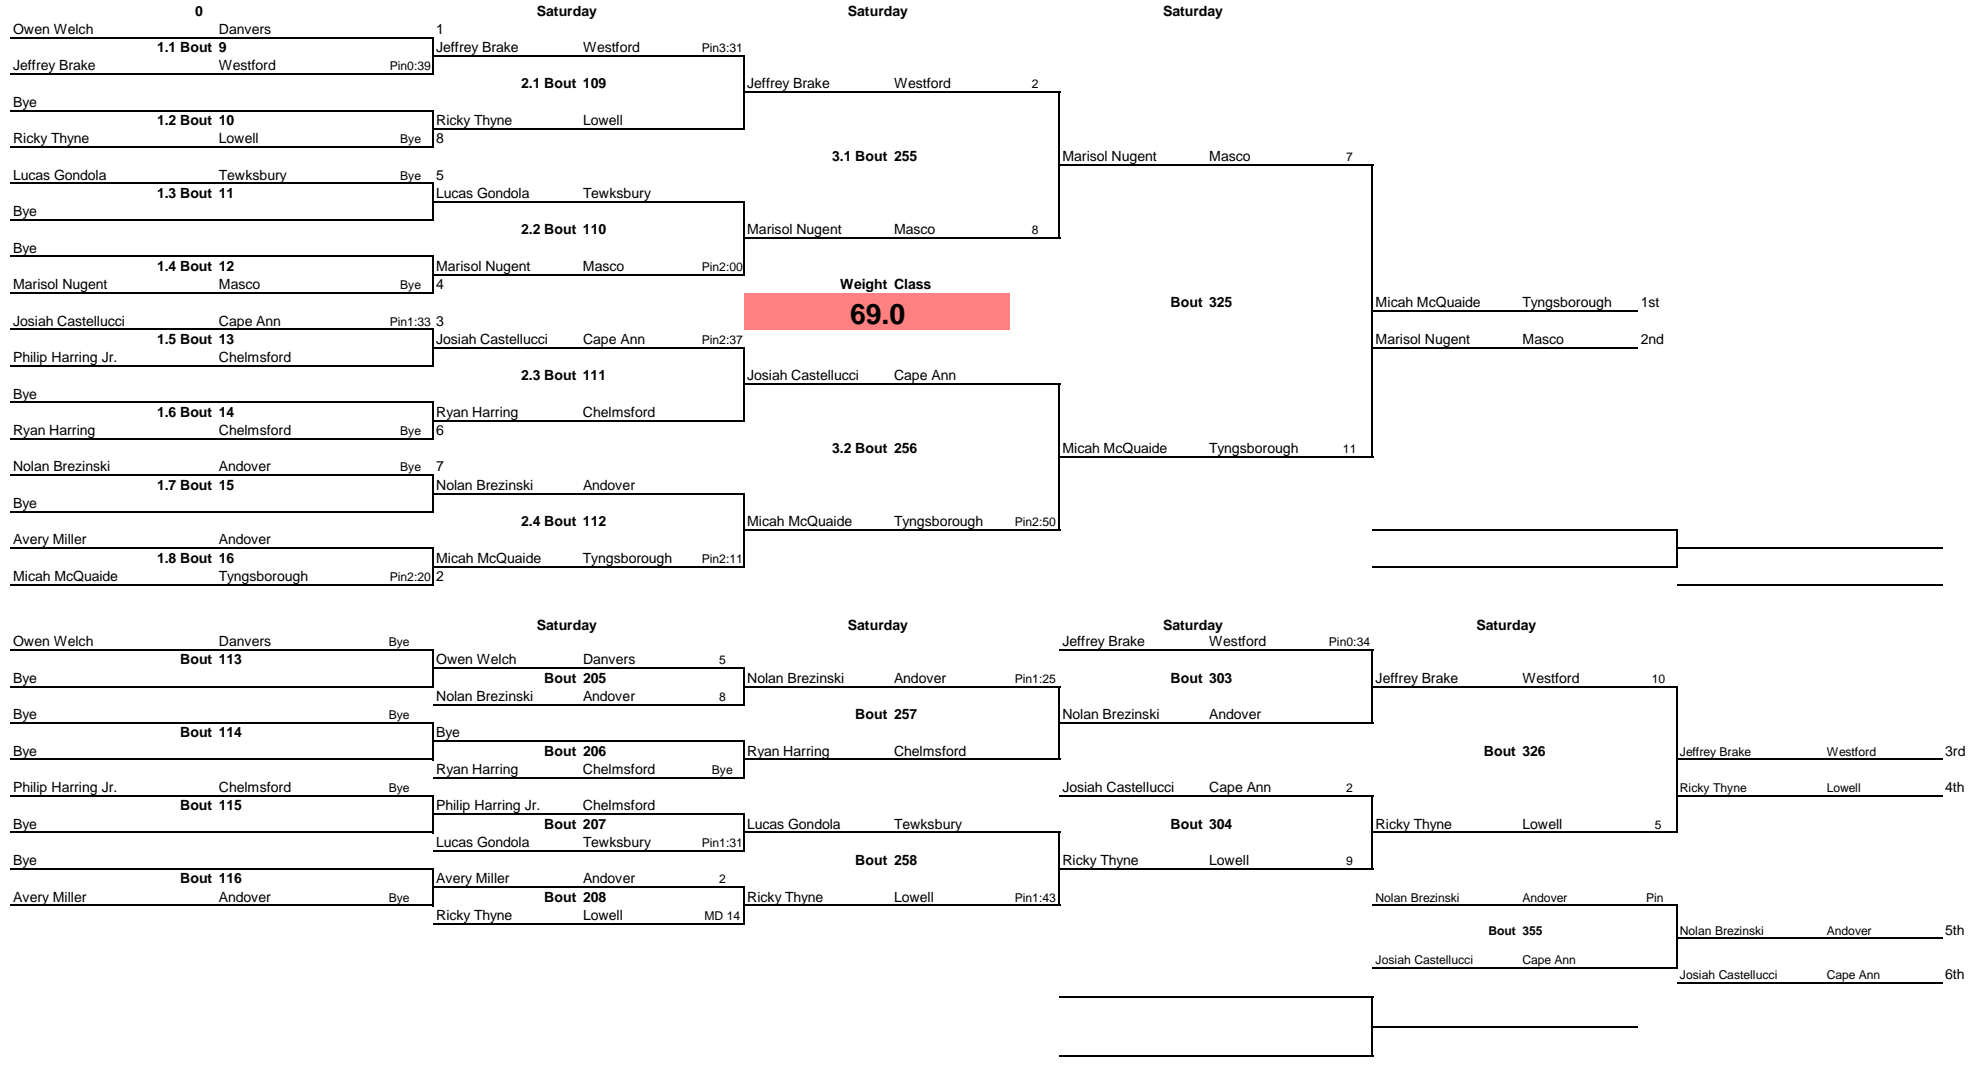 0 Saturday Saturday Saturday
Owen Welch Danvers 1
1.1 Bout 9 Jeffrey Brake Westford Pin3:31
Jeffrey Brake Westford Pin0:39
2.1 Bout 109 Jeffrey Brake Westford 2
Bye
1.2 Bout 10 Ricky Thyne Lowell
Ricky Thyne Lowell Bye 8
3.1 Bout 255 Marisol Nugent Masco 7
Lucas Gondola Tewksbury Bye 5
1.3 Bout 11 Lucas Gondola Tewksbury
Bye
2.2 Bout 110 Marisol Nugent Masco 8
Bye
1.4 Bout 12 Marisol Nugent Masco Pin2:00
Marisol Nugent Masco Bye 4 Weight Class
Bout 325 Micah McQuaide Tyngsborough 1st
69.0
Josiah Castellucci Cape Ann Pin1:33 3
1.5 Bout 13 Josiah Castellucci Cape Ann Pin2:37 Marisol Nugent Masco 2nd
Philip Harring Jr. Chelmsford
2.3 Bout 111 Josiah Castellucci Cape Ann
Bye
1.6 Bout 14 Ryan Harring Chelmsford
Ryan Harring Chelmsford Bye 6
3.2 Bout 256 Micah McQuaide Tyngsborough 11
Nolan Brezinski Andover Bye 7
1.7 Bout 15 Nolan Brezinski Andover
Bye
2.4 Bout 112 Micah McQuaide Tyngsborough Pin2:50
Avery Miller Andover
1.8 Bout 16 Micah McQuaide Tyngsborough Pin2:11
Micah McQuaide Tyngsborough Pin2:20 2
Saturday Saturday Saturday Saturday
Owen Welch Danvers Bye Jeffrey Brake Westford Pin0:34
Bout 113 Owen Welch Danvers 5
Bye Bout 205 Nolan Brezinski Andover Pin1:25 Bout 303 Jeffrey Brake Westford 10
Nolan Brezinski Andover 8
Bye Bye Bout 257 Nolan Brezinski Andover
Bout 114 Bye
Bye Bout 206 Ryan Harring Chelmsford Bout 326 Jeffrey Brake Westford 3rd
Ryan Harring Chelmsford Bye
Philip Harring Jr. Chelmsford Bye Josiah Castellucci Cape Ann 2 Ricky Thyne Lowell 4th
Bout 115 Philip Harring Jr. Chelmsford
Bye Bout 207 Lucas Gondola Tewksbury Bout 304 Ricky Thyne Lowell 5
Lucas Gondola Tewksbury Pin1:31
Bye Bout 258 Ricky Thyne Lowell 9
Bout 116 Avery Miller Andover 2
Avery Miller Andover Bye Bout 208 Ricky Thyne Lowell Pin1:43 Nolan Brezinski Andover Pin
Ricky Thyne Lowell MD 14
Bout 355 Nolan Brezinski Andover 5th
Josiah Castellucci Cape Ann
Josiah Castellucci Cape Ann 6th